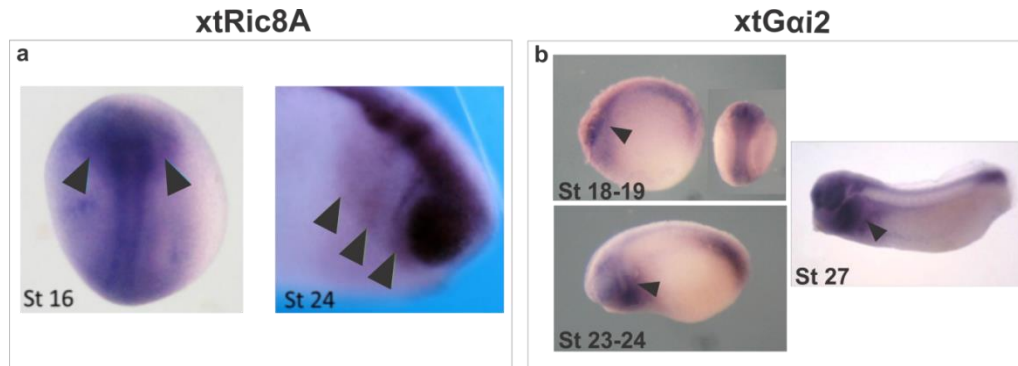 xtRic8A
xtGαi2
a
b
St 16
St 24
St 18-19
St 23-24
St 27